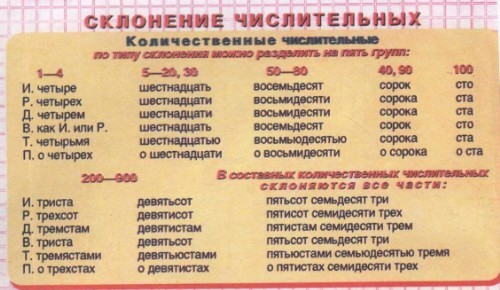 СКЛОНЕНИЕ ЧИСЛИТЕЛЬНЫХ
Количественные числительные
по типу склонения можно разделить на пять групп:
1—4 5—20, 30 50—80 40, 90 100
И. четыре шестнадцать восемьдесят сорок сто
Р. четырех шестнадцати восьмидесяти сорока ста
Д. четырем шестнадцати восьмидесяти сорока ста
В. как И. или Р. шестнадцать восемьдесят сорок сто
Т. четырьмя шестнадцатью восьмьюдесятью сорока ста
П. о четырех о шестнадцати о восьмидесяти о сорока о ста
200—900 В составных количественных числительных
склоняются все части:
И. триста девятьсот пятьсот семьдесят три
Р. трехсот девятисот пятисот семидесяти трех
Д. тремстам девятистам пятистам семидесяти трем
В. триста девятьсот пятьсот семьдесят три
Т. тремястами девятьюстами пятьюстами семьюдесятью тремя
П. о трехстах о девятистах о пятистах семидесяти трех